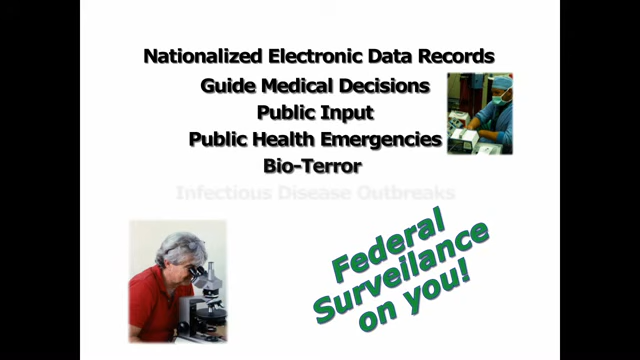 Nationalized Electronic Data Records
Guide Medical Decisions
Public Input
Public Health Emergencies
Bio-Terror
Infectious Disease Outbreaks
Federal
Surveilance
on you!